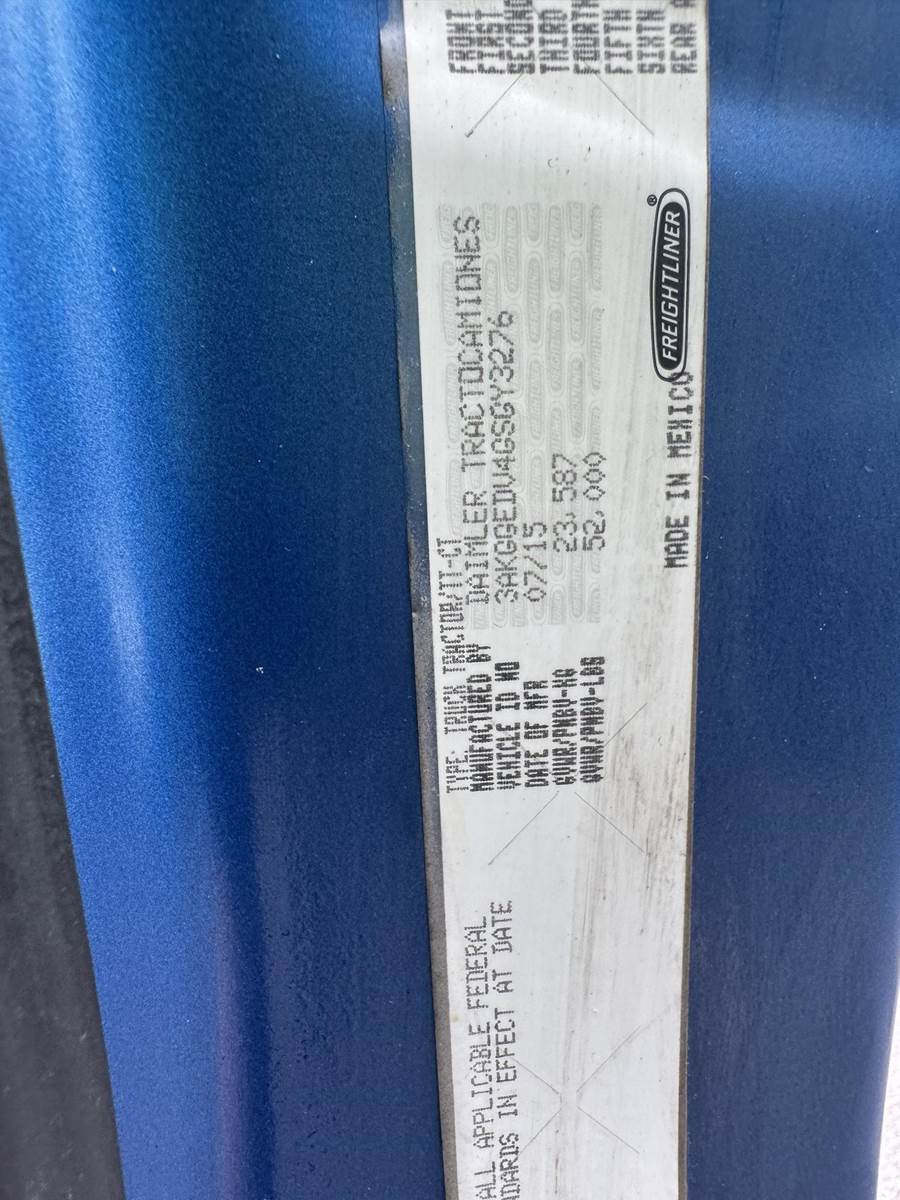 ALL APPLICABLE FEDERAL
NDARDS IN EFFECT AT DATE
TYPE: TRUCK TRACTOR/TT-CT
MANUFACTURED BY DAIMLER TRACTOCAMIONES
VEHICLE ID NO 3AKGGEDV4GSGY3276
DATE OF MFR 07/15
GVWR/PNBV-KG 23,587
GVWR/PNBV-LBS 52,000
MADE IN MEXICO
FREIGHTLINER®
FRONT
FIRST
SECOND
THIRD
FOURTH
FIFTH
SIXTH
REAR